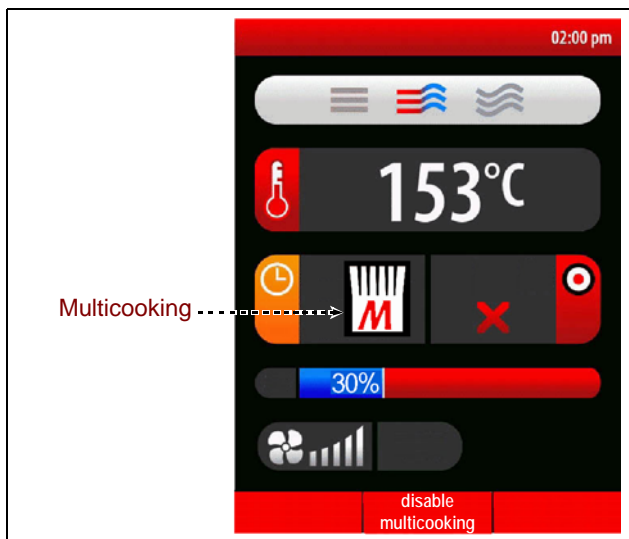 02:00 pm
153°C
Multicooking
M
30%
disable
multicooking